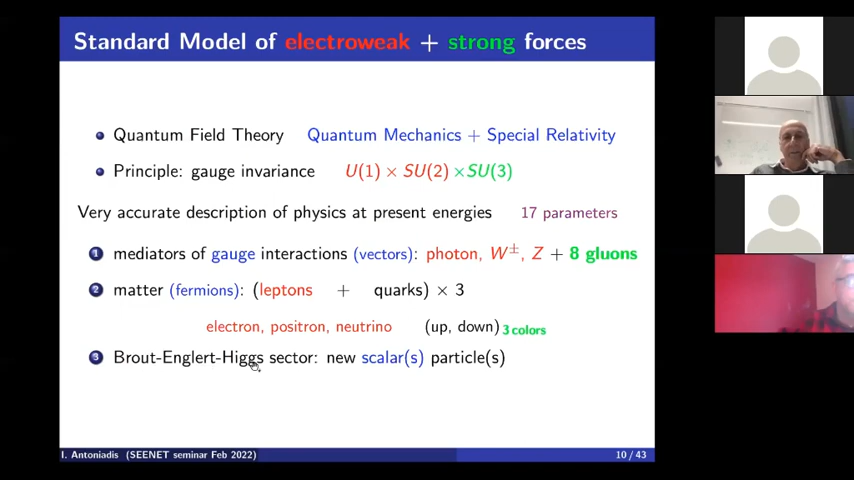 Standard Model of electroweak + strong forces
Quantum Field Theory Quantum Mechanics + Special Relativity
Principle: gauge invariance U(1) × SU(2) ×SU(3)
Very accurate description of physics at present energies 17 parameters
1 mediators of gauge interactions (vectors): photon, W±, Z + 8 gluons
2 matter (fermions): (leptons + quarks) × 3
electron, positron, neutrino (up, down) 3 colors
3 Brout-Englert-Higgs sector: new scalar(s) particle(s)
I. Antoniadis (SEENET seminar Feb 2022) 10 / 43